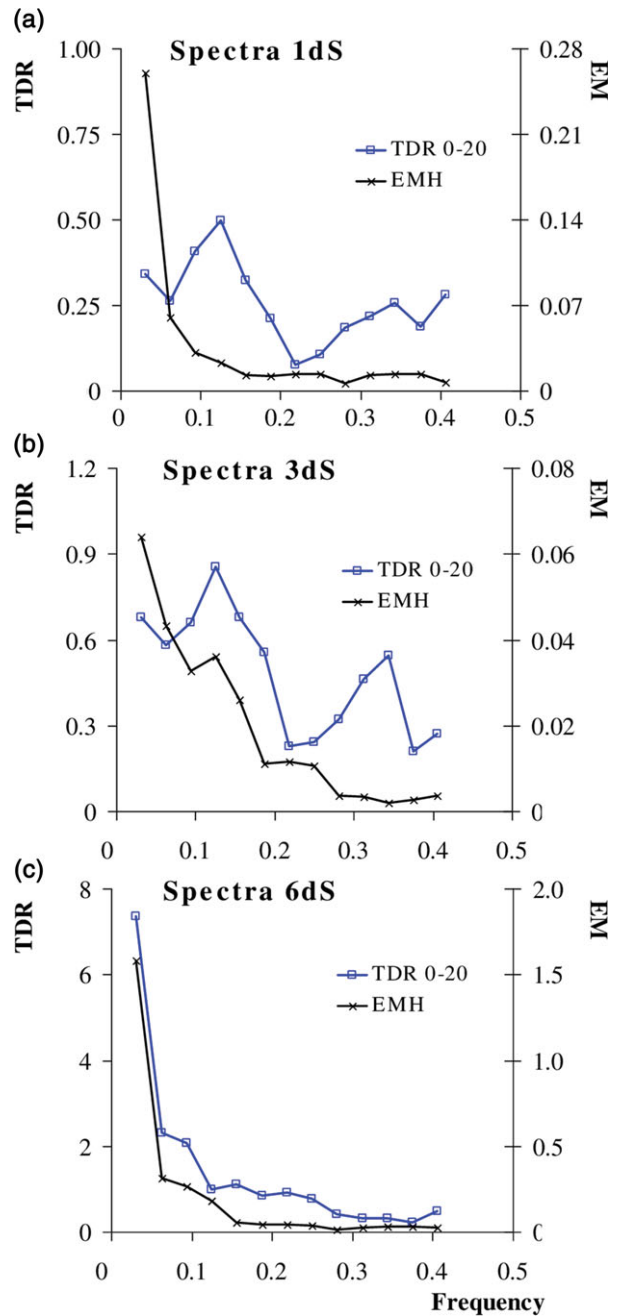 (a)
Spectra 1dS
TDR
EM
1.00
0.75
0.50
0.25
0
0.28
0.21
0.14
0.07
0
TDR 0-20
EMH
0 0.1 0.2 0.3 0.4 0.5
(b)
Spectra 3dS
TDR
EM
1.2
0.9
0.6
0.3
0
0.08
0.06
0.04
0.02
0
TDR 0-20
EMH
0 0.1 0.2 0.3 0.4 0.5
(c)
Spectra 6dS
TDR
EM
8
6
4
2
0
2.0
1.5
1.0
0.5
0
TDR 0-20
EMH
0 0.1 0.2 0.3 0.4 0.5
Frequency